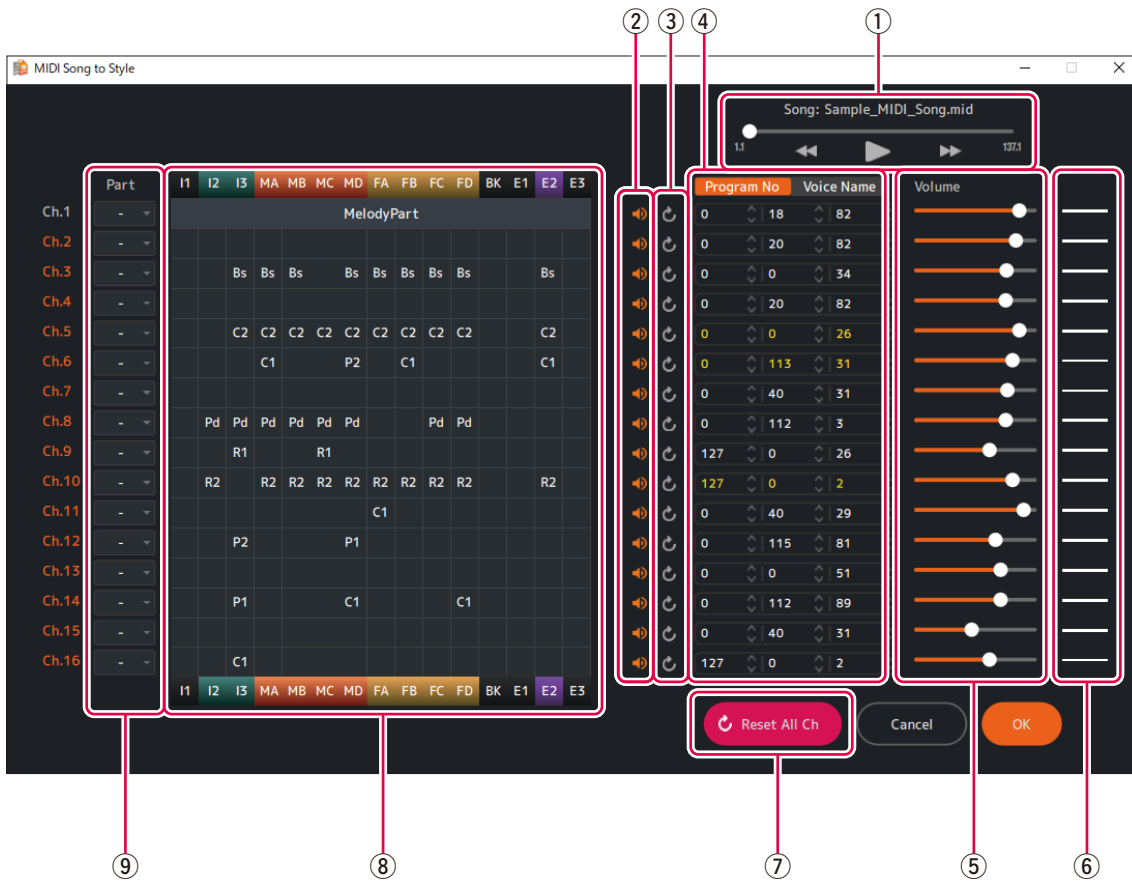 ② ③ ④ ①
MIDI Song to Style
Song: Sample_MIDI_Song.mid
1.1 137.1
Part I1 I2 I3 MA MB MC MD FA FB FC FD BK E1 E2 E3 Program No Voice Name Volume
Ch.1 - MelodyPart 0 18 82
Ch.2 - 0 20 82
Ch.3 - Bs Bs Bs Bs Bs Bs Bs Bs Bs 0 0 34
Ch.4 - 0 20 82
Ch.5 - C2 C2 C2 C2 C2 C2 C2 C2 C2 C2 0 0 26
Ch.6 - C1 P2 C1 C1 0 113 31
Ch.7 - 0 40 31
Ch.8 - Pd Pd Pd Pd Pd Pd Pd Pd 0 112 3
Ch.9 - R1 R1 127 0 26
Ch.10 - R2 R2 R2 R2 R2 R2 R2 R2 R2 R2 127 0 2
Ch.11 - C1 0 40 29
Ch.12 - P2 P1 0 115 81
Ch.13 - 0 0 51
Ch.14 - P1 C1 C1 0 112 89
Ch.15 - 0 40 31
Ch.16 - C1 127 0 2
I1 I2 I3 MA MB MC MD FA FB FC FD BK E1 E2 E3
Reset All Ch Cancel OK
⑨ ⑧ ⑦ ⑤ ⑥